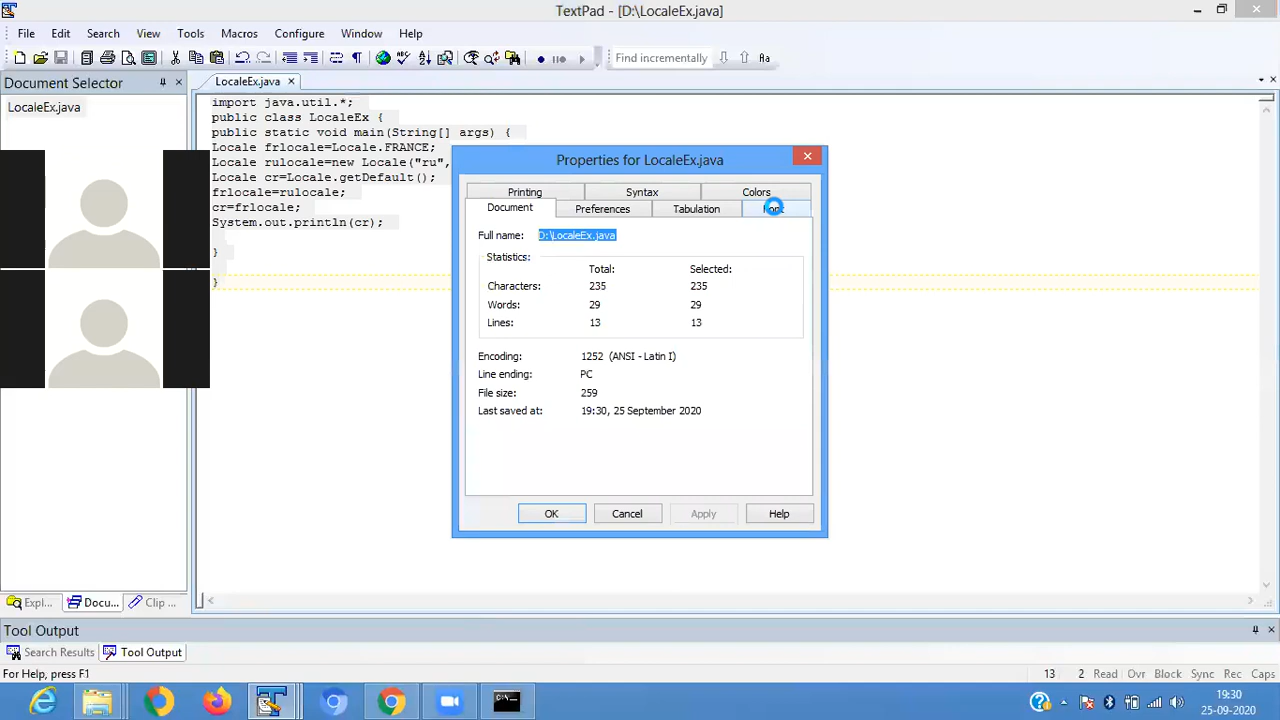 TextPad - [D:\LocaleEx.java]
File Edit Search View Tools Macros Configure Window Help
Find incrementally
Document Selector
LocaleEx.java
LocaleEx.java
import java.util.*;
public class LocaleEx {
public static void main(String[] args) {
Locale frlocale=Locale.FRANCE;
Locale rulocale=new Locale("ru",
Locale cr=Locale.getDefault();
frlocale=rulocale;
cr=frlocale;
System.out.println(cr);
}
}
Properties for LocaleEx.java
Printing Syntax Colors
Document Preferences Tabulation
Full name: D:\LocaleEx.java
Statistics:
Total: Selected:
Characters: 235 235
Words: 29 29
Lines: 13 13
Encoding: 1252 (ANSI - Latin I)
Line ending: PC
File size: 259
Last saved at: 19:30, 25 September 2020
OK Cancel Apply Help
Expl... Docu... Clip ...
Tool Output
Search Results Tool Output
For Help, press F1
13 2 Read Ovr Block Sync Rec Caps
19:30
25-09-2020